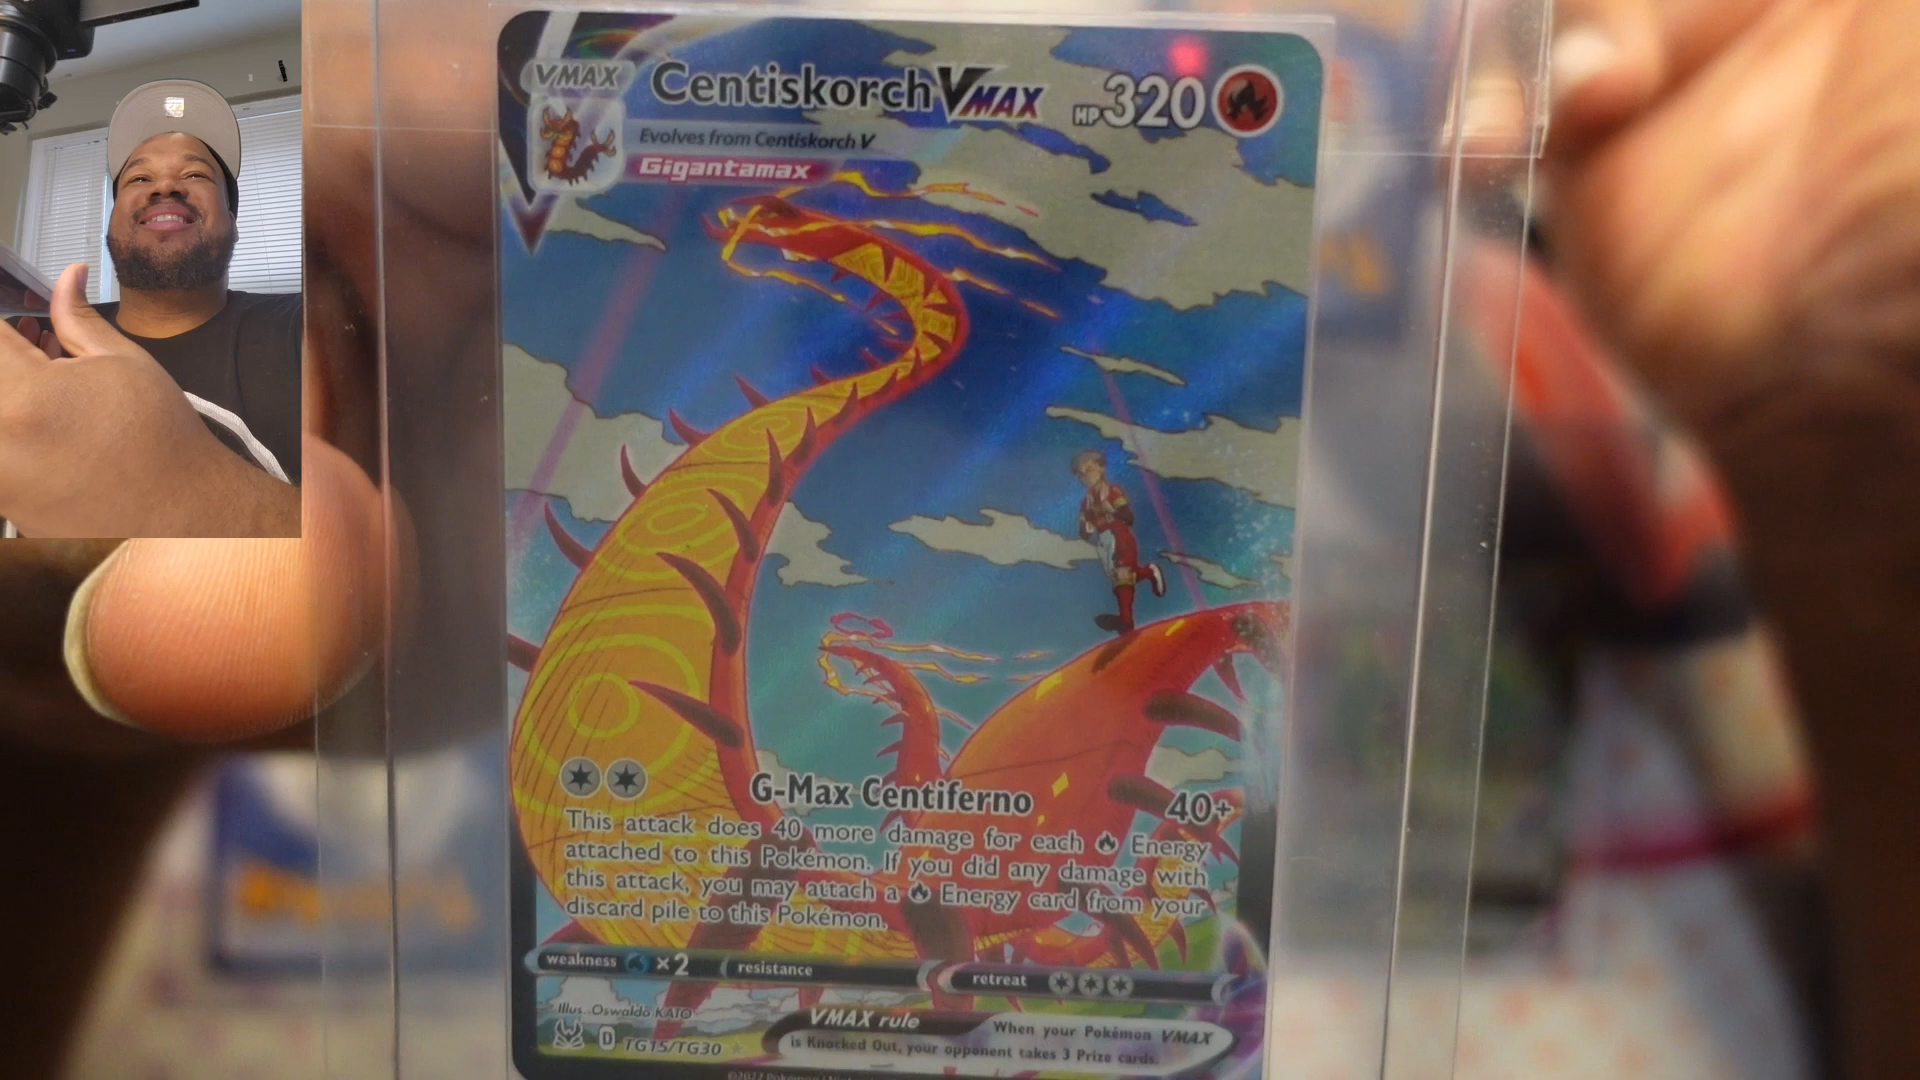 VMAX
Centiskorch VMAX HP 320
Evolves from Centiskorch V
Gigantamax
G-Max Centiferno 40+
This attack does 40 more damage for each Energy
attached to this Pokémon. If you did any damage with
this attack, you may attach a Energy card from your
discard pile to this Pokémon.
weakness ×2 resistance retreat
Illus. Oswaldo KATO
D TG15/TG30
VMAX rule When your Pokémon VMAX
is Knocked Out, your opponent takes 3 Prize cards.
©2022 Pokémon